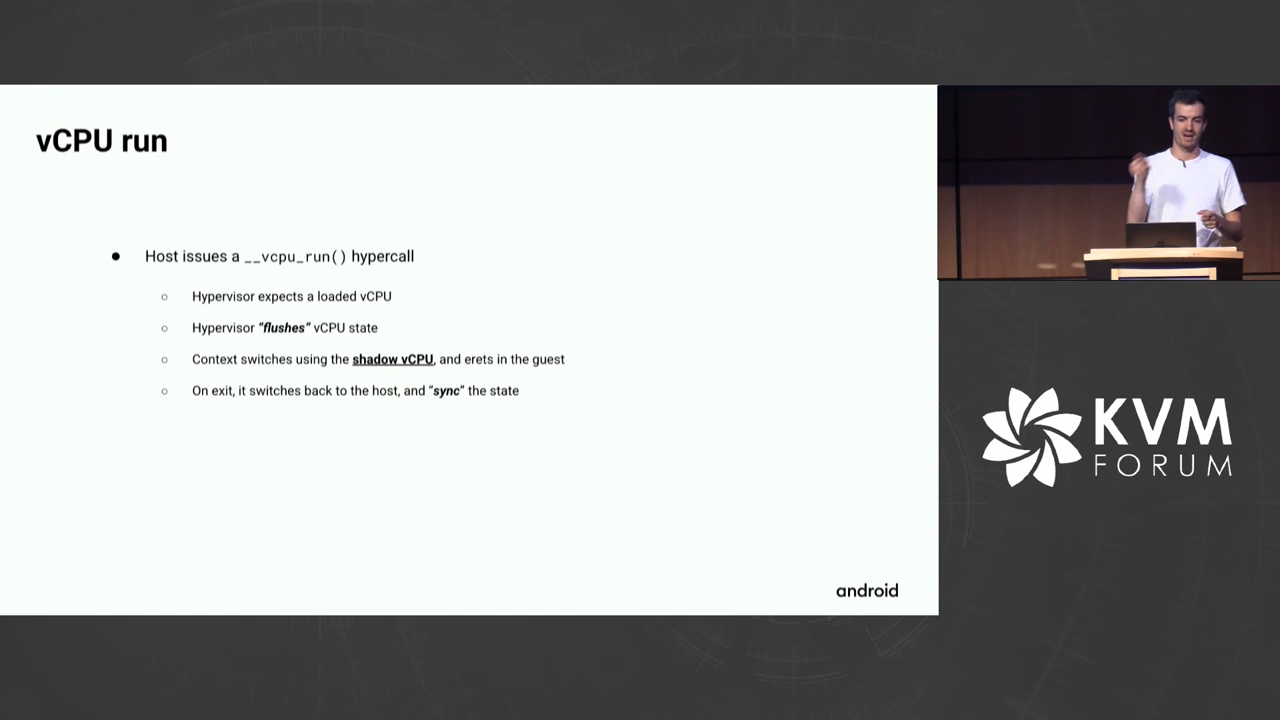 vCPU run
● Host issues a __vcpu_run() hypercall
○ Hypervisor expects a loaded vCPU
○ Hypervisor “flushes” vCPU state
○ Context switches using the shadow vCPU, and erets in the guest
○ On exit, it switches back to the host, and “sync” the state
android
KVM
FORUM